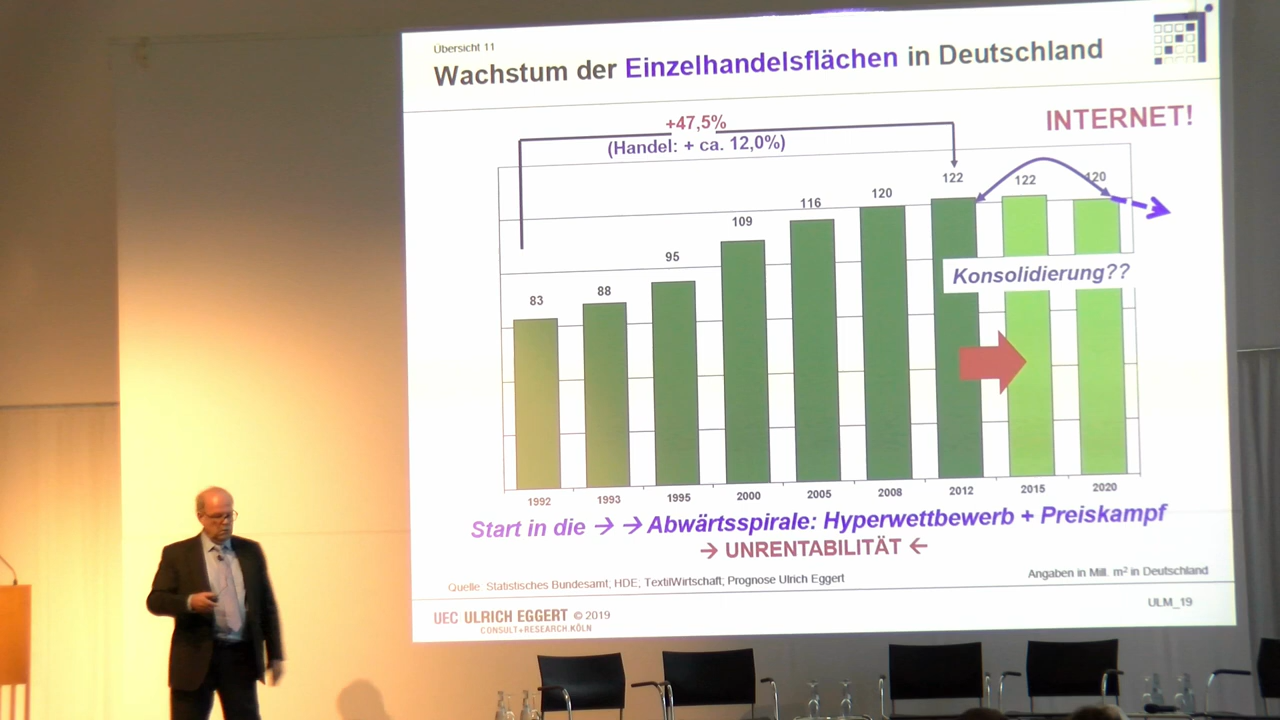 Übersicht 11
Wachstum der Einzelhandelsflächen in Deutschland
INTERNET!
+47,5%
(Handel: + ca. 12,0%)
83
88
95
109
116
120
122
122
120
Konsolidierung??
1992
1993
1995
2000
2005
2008
2012
2015
2020
Start in die → → Abwärtsspirale: Hyperwettbewerb + Preiskampf
→ UNRENTABILITÄT ←
Quelle: Statistisches Bundesamt; HDE; TextilWirtschaft; Prognose Ulrich Eggert
Angaben in Mill. m² in Deutschland
UEC ULRICH EGGERT © 2019
CONSULT+RESEARCH.KÖLN
ULM_19